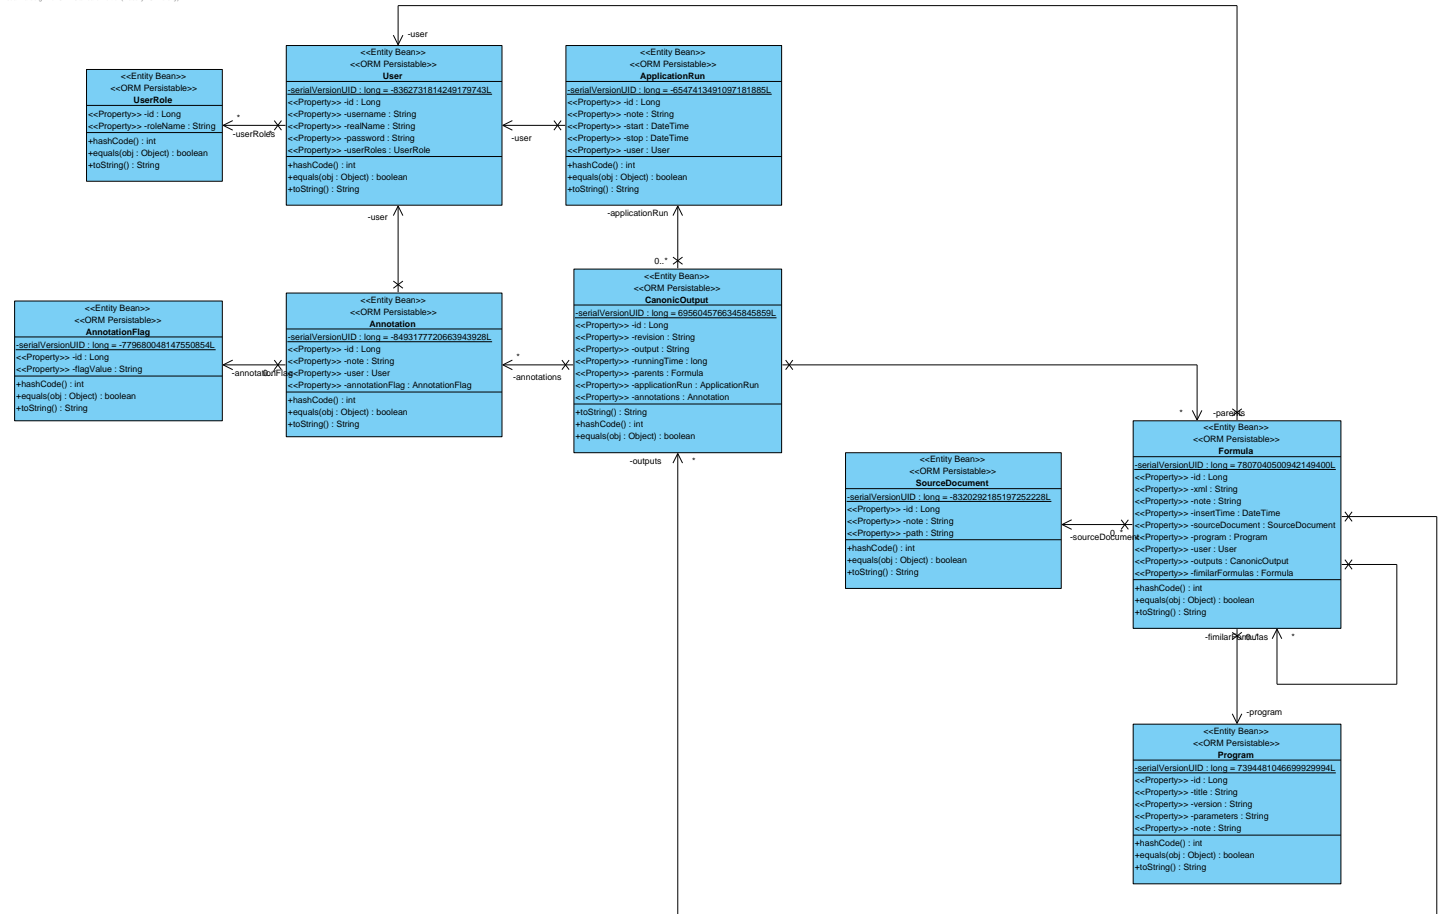 -user
<<Entity Bean>>
<<ORM Persistable>>
UserRole
<<Property>> -id : Long
<<Property>> -roleName : String
+hashCode() : int
+equals(obj : Object) : boolean
+toString() : String
*
-userRoles
*
<<Entity Bean>>
<<ORM Persistable>>
User
-serialVersionUID : long = -8362731814249179743L
<<Property>> -id : Long
<<Property>> -username : String
<<Property>> -realName : String
<<Property>> -password : String
<<Property>> -userRoles : UserRole
+hashCode() : int
+equals(obj : Object) : boolean
+toString() : String
-user
<<Entity Bean>>
<<ORM Persistable>>
ApplicationRun
-serialVersionUID : long = -6547413491097181885L
<<Property>> -id : Long
<<Property>> -note : String
<<Property>> -start : DateTime
<<Property>> -stop : DateTime
<<Property>> -user : User
+hashCode() : int
+equals(obj : Object) : boolean
+toString() : String
-user
-applicationRun
0..*
<<Entity Bean>>
<<ORM Persistable>>
AnnotationFlag
-serialVersionUID : long = -779680048147550854L
<<Property>> -id : Long
<<Property>> -flagValue : String
+hashCode() : int
+equals(obj : Object) : boolean
+toString() : String
-annotationFlag
<<Entity Bean>>
<<ORM Persistable>>
Annotation
-serialVersionUID : long = -8493177720663943928L
<<Property>> -id : Long
<<Property>> -note : String
<<Property>> -user : User
<<Property>> -annotationFlag : AnnotationFlag
+hashCode() : int
+equals(obj : Object) : boolean
+toString() : String
*
-annotations
<<Entity Bean>>
<<ORM Persistable>>
CanonicOutput
-serialVersionUID : long = 6956045766345845859L
<<Property>> -id : Long
<<Property>> -revision : String
<<Property>> -output : String
<<Property>> -runningTime : long
<<Property>> -parents : Formula
<<Property>> -applicationRun : ApplicationRun
<<Property>> -annotations : Annotation
+toString() : String
+hashCode() : int
+equals(obj : Object) : boolean
-outputs
*
*
-parents
<<Entity Bean>>
<<ORM Persistable>>
SourceDocument
-serialVersionUID : long = -8320292185197252228L
<<Property>> -id : Long
<<Property>> -note : String
<<Property>> -path : String
+hashCode() : int
+equals(obj : Object) : boolean
+toString() : String
0..*
-sourceDocument
<<Entity Bean>>
<<ORM Persistable>>
Formula
-serialVersionUID : long = 7807040500942149400L
<<Property>> -id : Long
<<Property>> -xml : String
<<Property>> -note : String
<<Property>> -insertTime : DateTime
<<Property>> -sourceDocument : SourceDocument
<<Property>> -program : Program
<<Property>> -user : User
<<Property>> -outputs : CanonicOutput
<<Property>> -fimilarFormulas : Formula
+hashCode() : int
+equals(obj : Object) : boolean
+toString() : String
-fimilarFormulas
*
-program
<<Entity Bean>>
<<ORM Persistable>>
Program
-serialVersionUID : long = 7394481046699929994L
<<Property>> -id : Long
<<Property>> -title : String
<<Property>> -version : String
<<Property>> -parameters : String
<<Property>> -note : String
+hashCode() : int
+equals(obj : Object) : boolean
+toString() : String